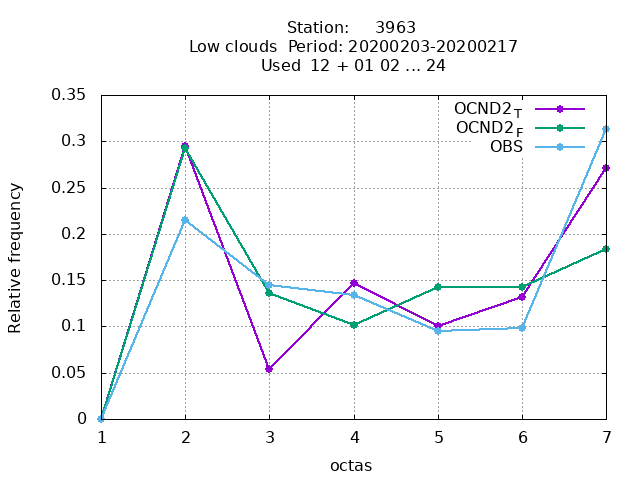 Station: 3963
Low clouds Period: 20200203-20200217
Used 12 + 01 02 ... 24
0.35
0.3
0.25
0.2
0.15
0.1
0.05
0
1 2 3 4 5 6 7
Relative frequency
octas
OCND2T
OCND2F
OBS